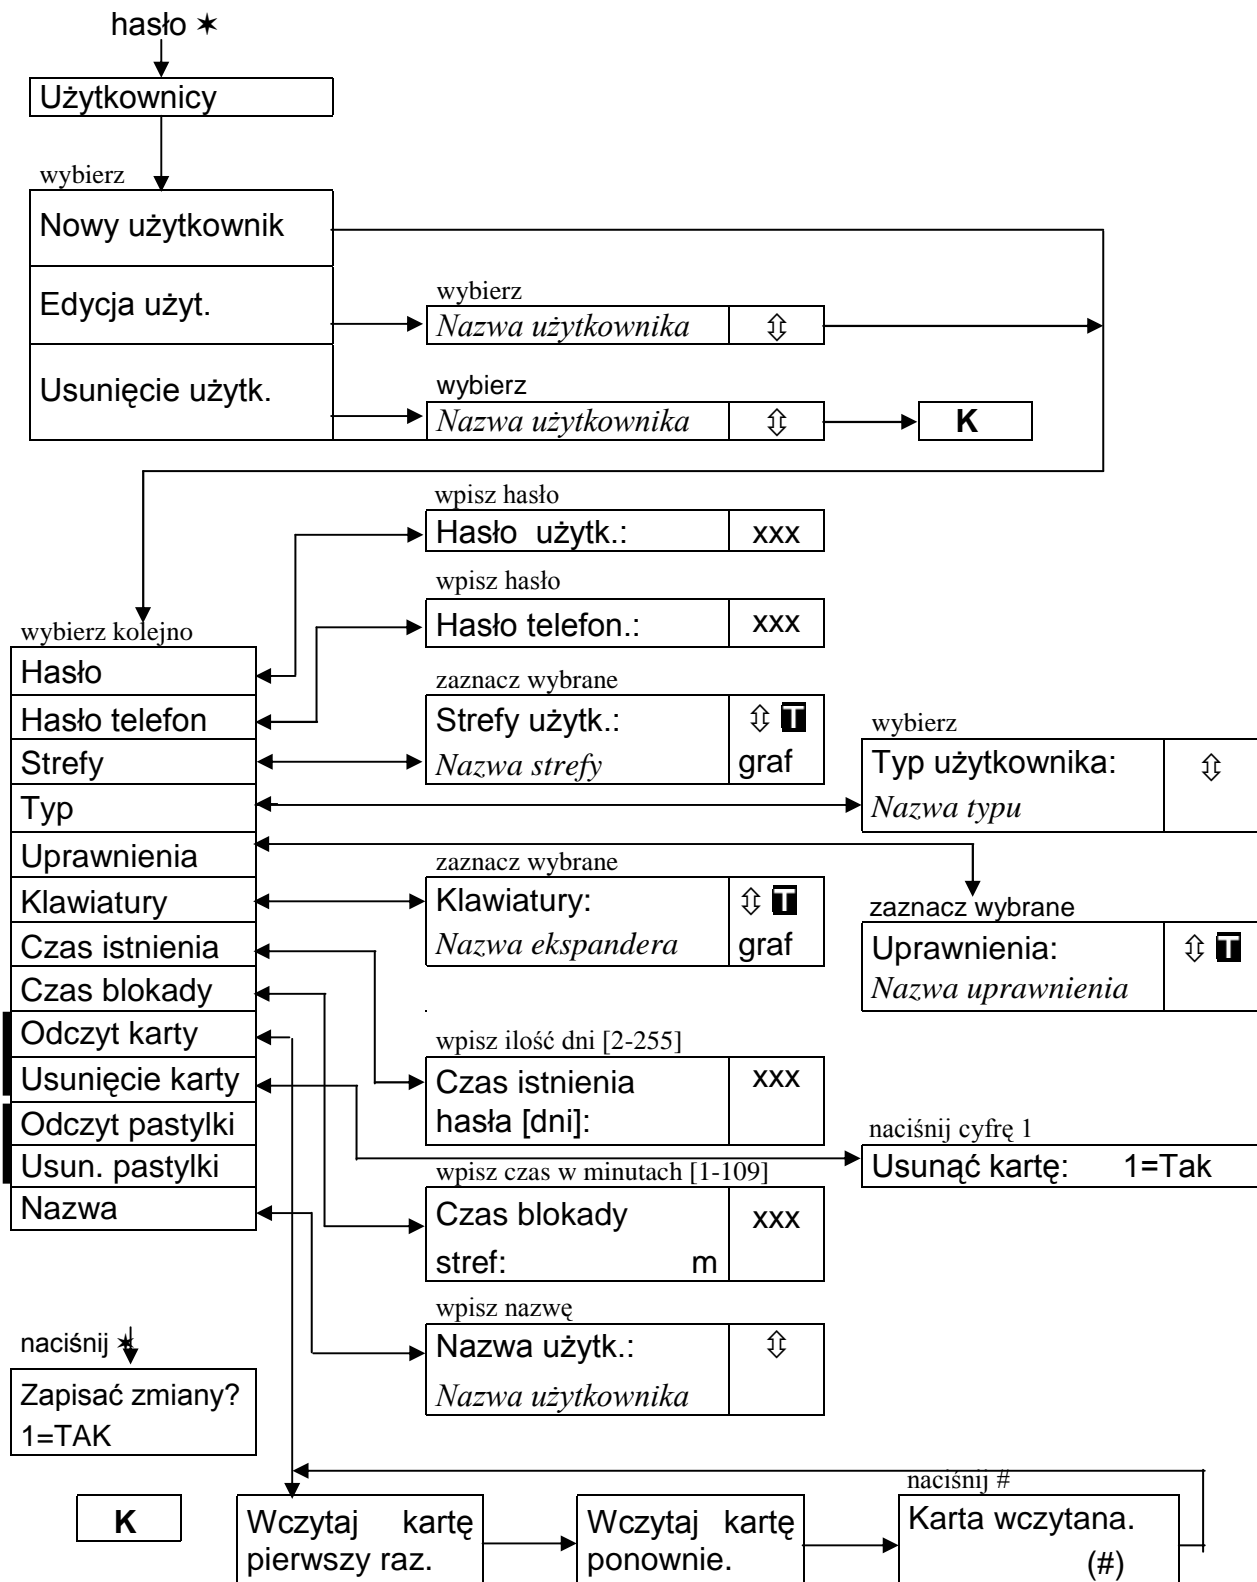 hasło ✶
Użytkownicy
wybierz
Nowy użytkownik
Edycja użyt.
wybierz
Nazwa użytkownika ⇳
Usunięcie użytk.
wybierz
Nazwa użytkownika ⇳
K
wpisz hasło
Hasło użytk.: xxx
wpisz hasło
Hasło telefon.: xxx
wybierz kolejno
Hasło
Hasło telefon
Strefy
Typ
Uprawnienia
Klawiatury
Czas istnienia
Czas blokady
Odczyt karty
Usunięcie karty
Odczyt pastylki
Usun. pastylki
Nazwa
zaznacz wybrane
Strefy użytk.: ⇳ T
Nazwa strefy graf
wybierz
Typ użytkownika: ⇳
Nazwa typu
zaznacz wybrane
Klawiatury: ⇳ T
Nazwa ekspandera graf
zaznacz wybrane
Uprawnienia: ⇳ T
Nazwa uprawnienia
wpisz ilość dni [2-255]
Czas istnienia xxx
hasła [dni]:
naciśnij cyfrę 1
Usunąć kartę: 1=Tak
wpisz czas w minutach [1-109]
Czas blokady xxx
stref: m
wpisz nazwę
Nazwa użytk.: ⇳
Nazwa użytkownika
naciśnij ✶
Zapisać zmiany?
1=TAK
K
Wczytaj kartę
pierwszy raz.
Wczytaj kartę
ponownie.
naciśnij #
Karta wczytana.
(#)